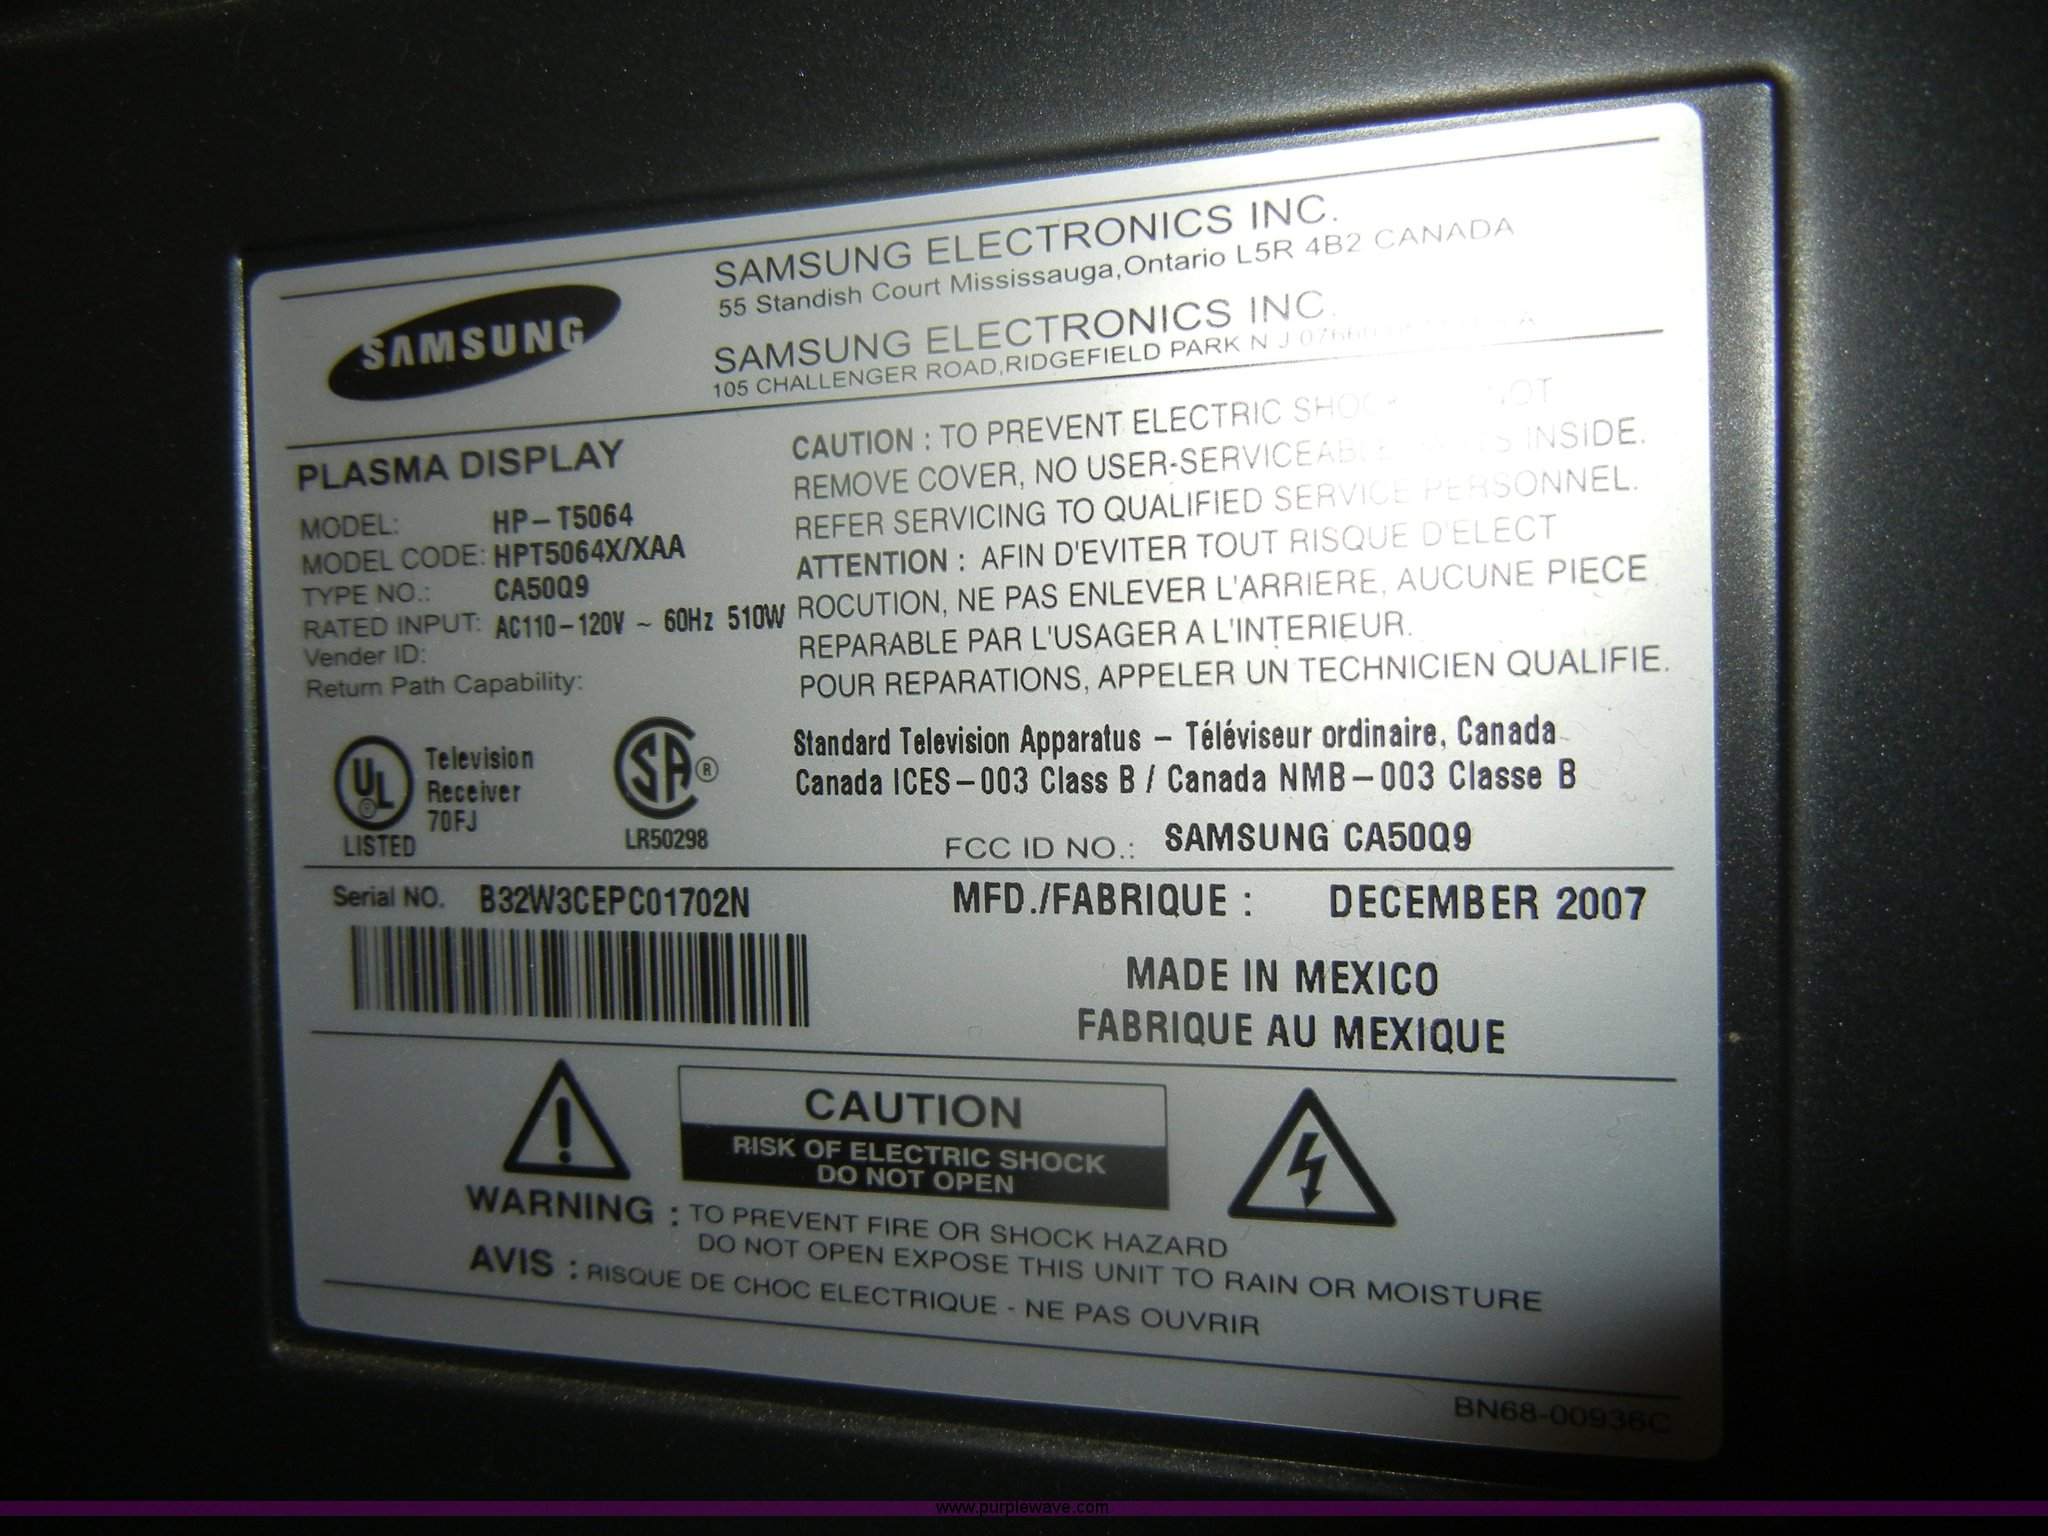 SAMSUNG
SAMSUNG ELECTRONICS INC.
55 Standish Court Mississauga,Ontario L5R 4B2 CANADA
SAMSUNG ELECTRONICS INC.
105 CHALLENGER ROAD,RIDGEFIELD PARK N J
PLASMA DISPLAY
MODEL: HP-T5064
MODEL CODE: HPT5064X/XAA
TYPE NO.: CA50Q9
RATED INPUT: AC110-120V ~ 60Hz 510W
Vender ID:
Return Path Capability:
CAUTION : TO PREVENT ELECTRIC SHOCK NOT
REMOVE COVER, NO USER-SERVICEABLE PARTS INSIDE.
REFER SERVICING TO QUALIFIED SERVICE PERSONNEL.
ATTENTION : AFIN D'EVITER TOUT RISQUE D'ELECT
ROCUTION, NE PAS ENLEVER L'ARRIERE, AUCUNE PIECE
REPARABLE PAR L'USAGER A L'INTERIEUR.
POUR REPARATIONS, APPELER UN TECHNICIEN QUALIFIE.
UL ®
LISTED
Television
Receiver
70FJ
SA ®
LR50298
Standard Television Apparatus – Téléviseur ordinaire, Canada
Canada ICES–003 Class B / Canada NMB–003 Classe B
FCC ID NO.: SAMSUNG CA50Q9
Serial NO. B32W3CEPC01702N
MFD./FABRIQUE : DECEMBER 2007
MADE IN MEXICO
FABRIQUE AU MEXIQUE
CAUTION
RISK OF ELECTRIC SHOCK
DO NOT OPEN
WARNING : TO PREVENT FIRE OR SHOCK HAZARD
DO NOT OPEN EXPOSE THIS UNIT TO RAIN OR MOISTURE
AVIS : RISQUE DE CHOC ELECTRIQUE - NE PAS OUVRIR
BN68-00936C
www.purplewave.com